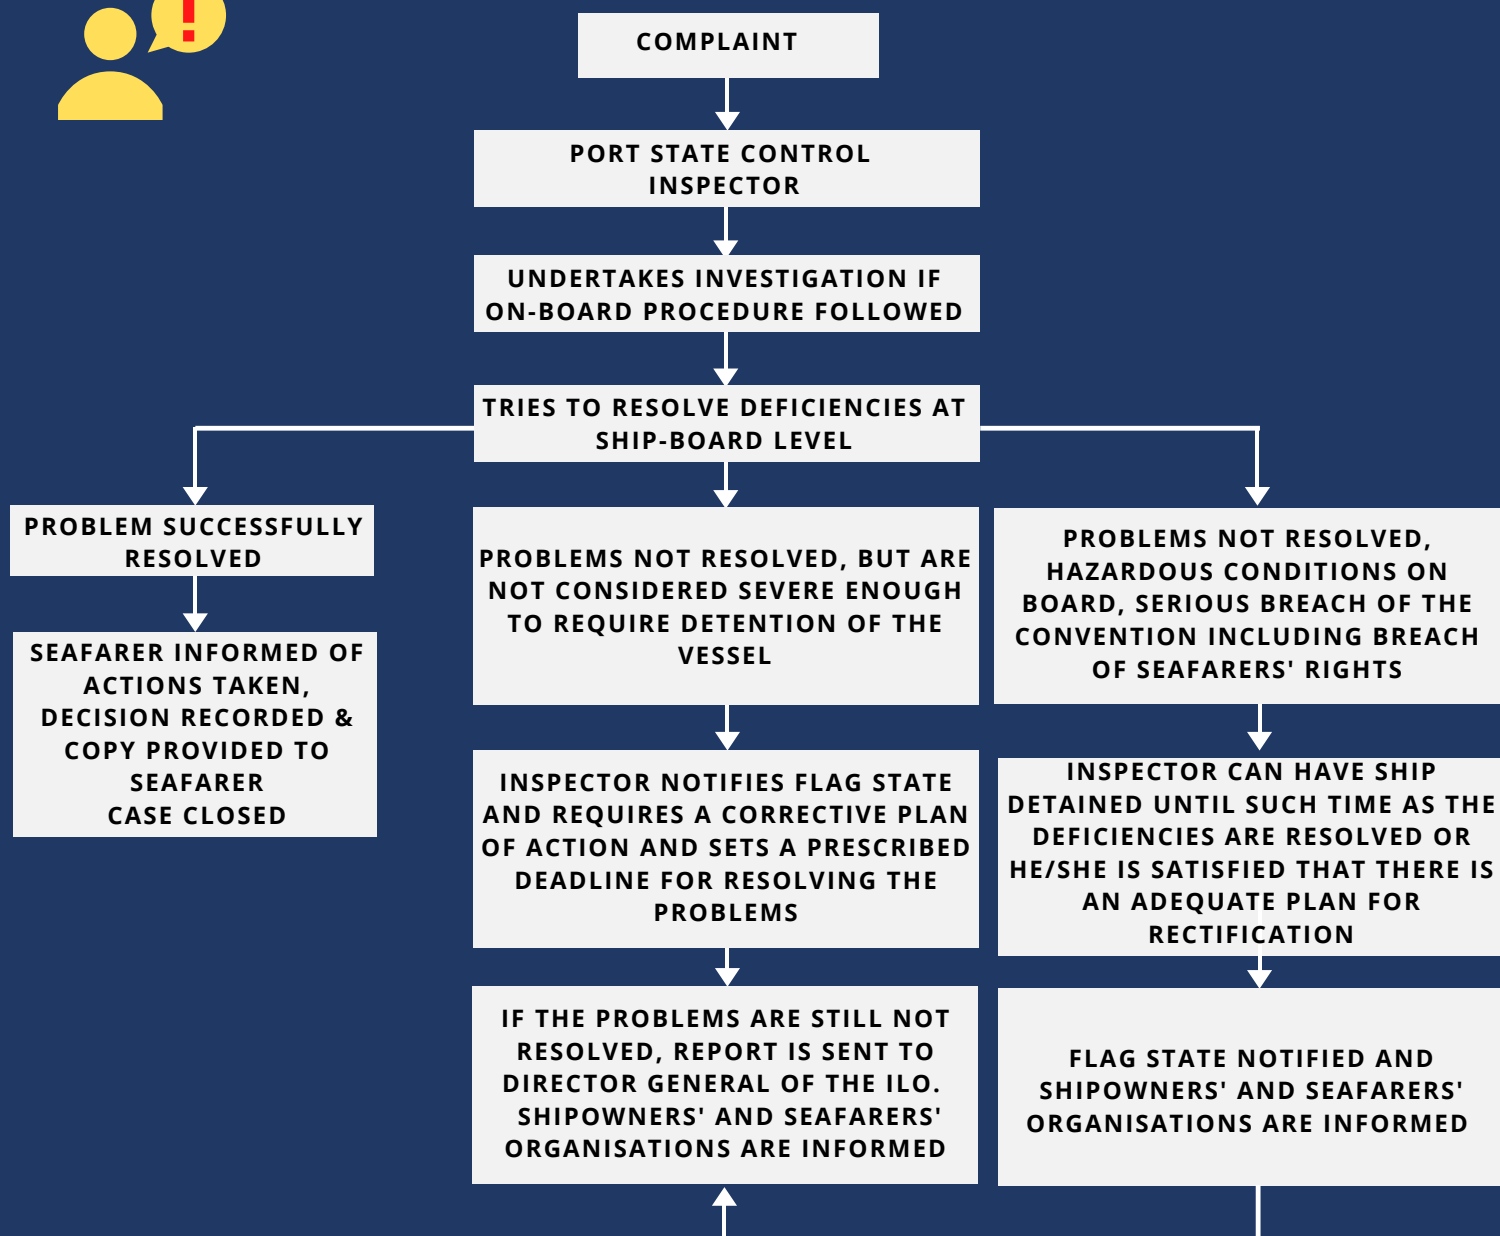 COMPLAINT
PORT STATE CONTROL
INSPECTOR
UNDERTAKES INVESTIGATION IF
ON-BOARD PROCEDURE FOLLOWED
TRIES TO RESOLVE DEFICIENCIES AT
SHIP-BOARD LEVEL
PROBLEM SUCCESSFULLY
RESOLVED
SEAFARER INFORMED OF
ACTIONS TAKEN,
DECISION RECORDED &
COPY PROVIDED TO
SEAFARER
CASE CLOSED
PROBLEMS NOT RESOLVED, BUT ARE
NOT CONSIDERED SEVERE ENOUGH
TO REQUIRE DETENTION OF THE
VESSEL
INSPECTOR NOTIFIES FLAG STATE
AND REQUIRES A CORRECTIVE PLAN
OF ACTION AND SETS A PRESCRIBED
DEADLINE FOR RESOLVING THE
PROBLEMS
IF THE PROBLEMS ARE STILL NOT
RESOLVED, REPORT IS SENT TO
DIRECTOR GENERAL OF THE ILO.
SHIPOWNERS' AND SEAFARERS'
ORGANISATIONS ARE INFORMED
PROBLEMS NOT RESOLVED,
HAZARDOUS CONDITIONS ON
BOARD, SERIOUS BREACH OF THE
CONVENTION INCLUDING BREACH
OF SEAFARERS' RIGHTS
INSPECTOR CAN HAVE SHIP
DETAINED UNTIL SUCH TIME AS THE
DEFICIENCIES ARE RESOLVED OR
HE/SHE IS SATISFIED THAT THERE IS
AN ADEQUATE PLAN FOR
RECTIFICATION
FLAG STATE NOTIFIED AND
SHIPOWNERS' AND SEAFARERS'
ORGANISATIONS ARE INFORMED